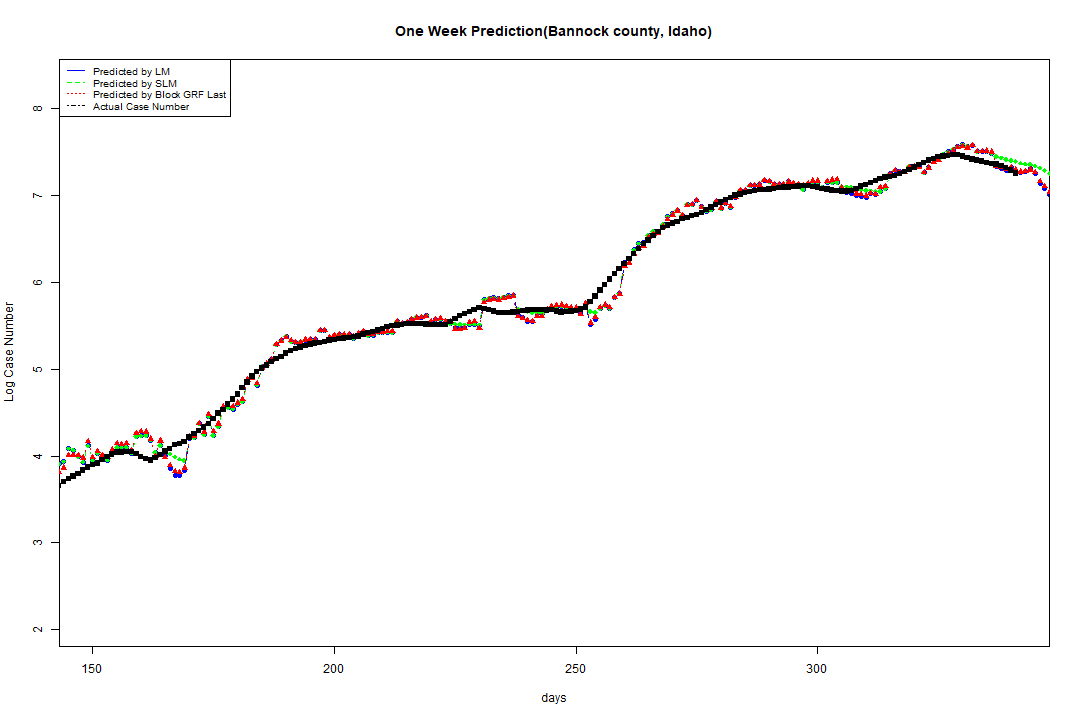 One Week Prediction(Bannock county, Idaho)
Predicted by LM
Predicted by SLM
Predicted by Block GRF Last
Actual Case Number
8
7
6
5
4
3
2
Log Case Number
150 200 250 300
days